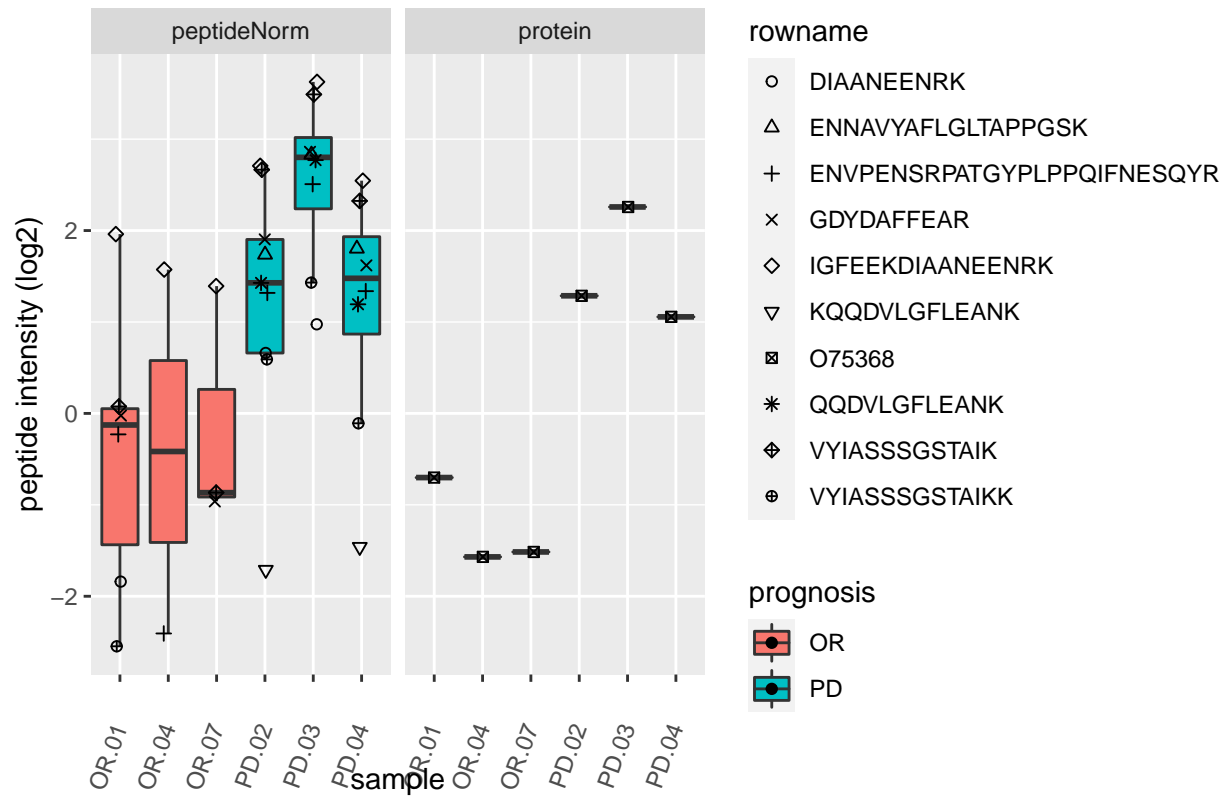 peptideNorm
protein
peptide intensity (log2)
2
0
−2
OR.01
OR.04
OR.07
PD.02
PD.03
PD.04
OR.01
OR.04
OR.07
PD.02
PD.03
PD.04
sample
rowname
DIAANEENRK
ENNAVYAFLGLTAPPGSK
ENVPENSRPATGYPLPPQIFNESQYR
GDYDAFFEAR
IGFEEKDIAANEENRK
KQQDVLGFLEANK
O75368
QQDVLGFLEANK
VYIASSSGSTAIK
VYIASSSGSTAIKK
prognosis
OR
PD